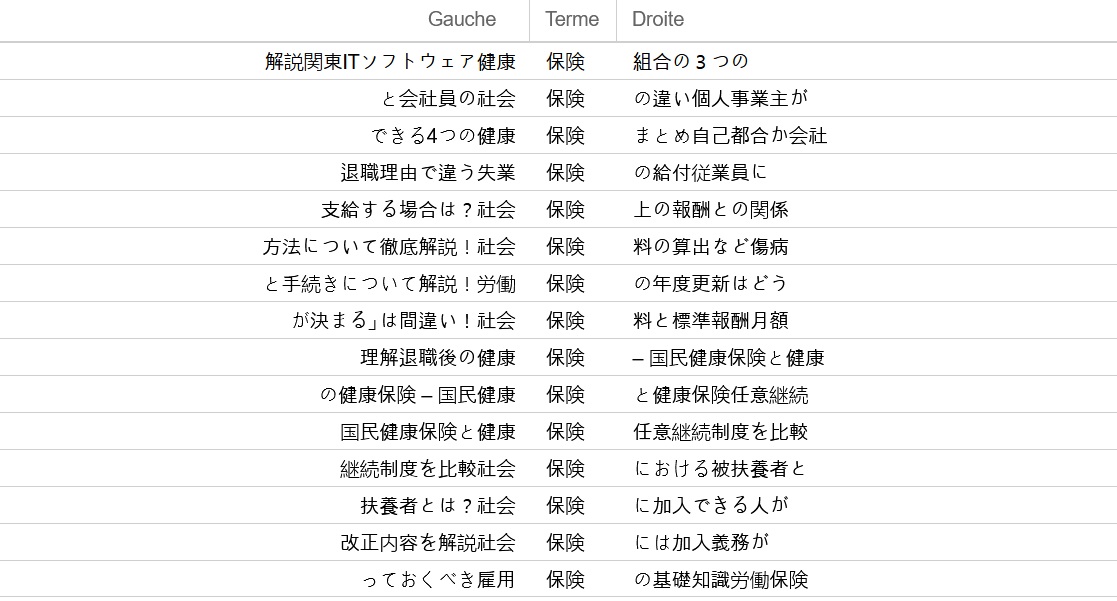 Gauche Terme Droite
解説関東ITソフトウェア健康 保険 組合の3つの
と会社員の社会 保険 の違い個人事業主が
できる4つの健康 保険 まとめ自己都合か会社
退職理由で違う失業 保険 の給付従業員に
支給する場合は？社会 保険 上の報酬との関係
方法について徹底解説！社会 保険 料の算出など傷病
と手続きについて解説！労働 保険 の年度更新はどう
が決まる」は間違い！社会 保険 料と標準報酬月額
理解退職後の健康 保険 – 国民健康保険と健康
の健康保険 – 国民健康 保険 と健康保険任意継続
国民健康保険と健康 保険 任意継続制度を比較
継続制度を比較社会 保険 における被扶養者と
扶養者とは？社会 保険 に加入できる人が
改正内容を解説社会 保険 には加入義務が
っておくべき雇用 保険 の基礎知識労働保険